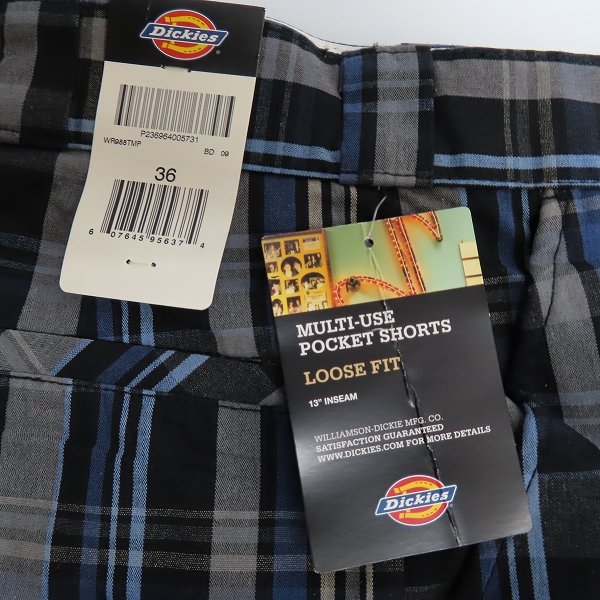 Dickies
P236964005731
WR988TMP BD 09
36
6 07645 95637 4
MULTI-USE
POCKET SHORTS
LOOSE FIT
13" INSEAM
WILLIAMSON-DICKIE MFG. CO.
SATISFACTION GUARANTEED
WWW.DICKIES.COM FOR MORE DETAILS
Dickies